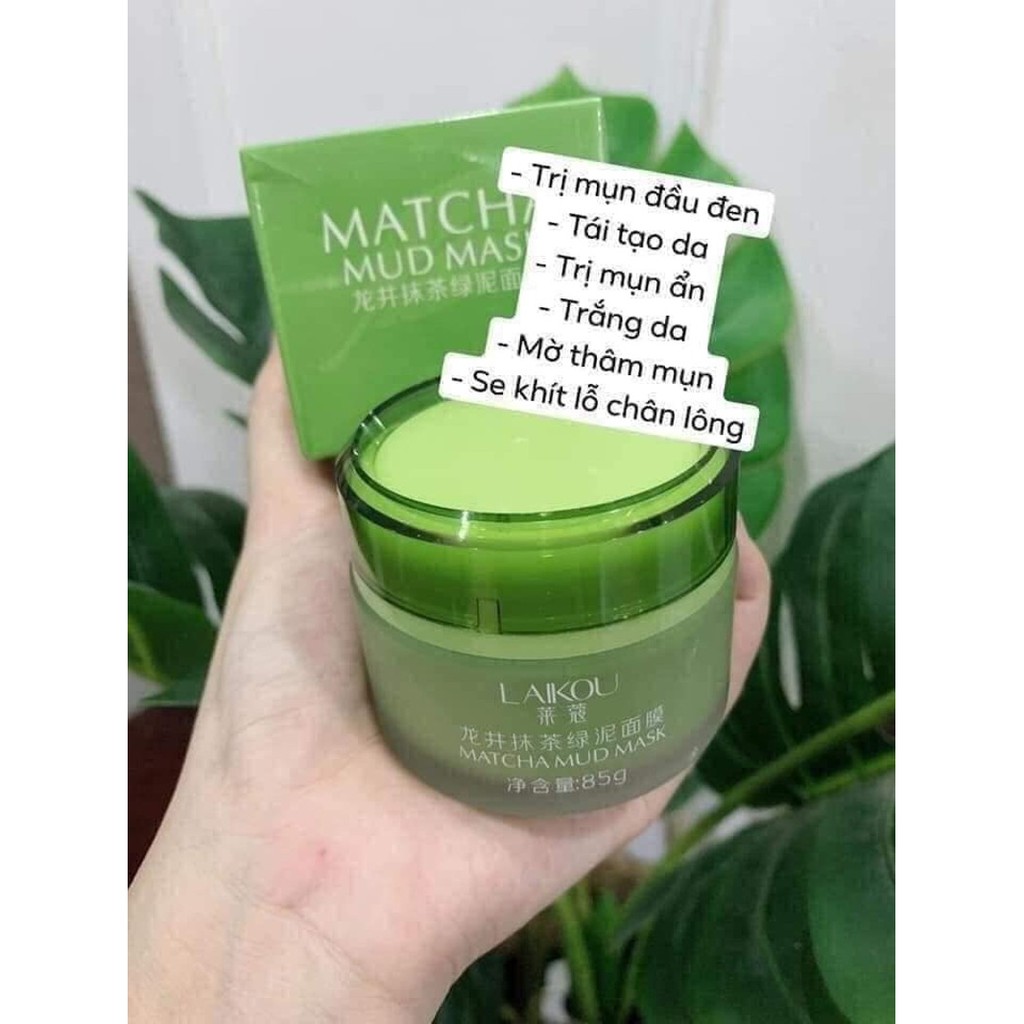 MATCHA
MUD MASK
龙井抹茶绿泥面
- Trị mụn đầu đen
- Tái tạo da
- Trị mụn ẩn
- Trắng da
- Mờ thâm mụn
- Se khít lỗ chân lông
LAIKOU
莱蔻
龙井抹茶绿泥面膜
MATCHA MUD MASK
净含量:85g